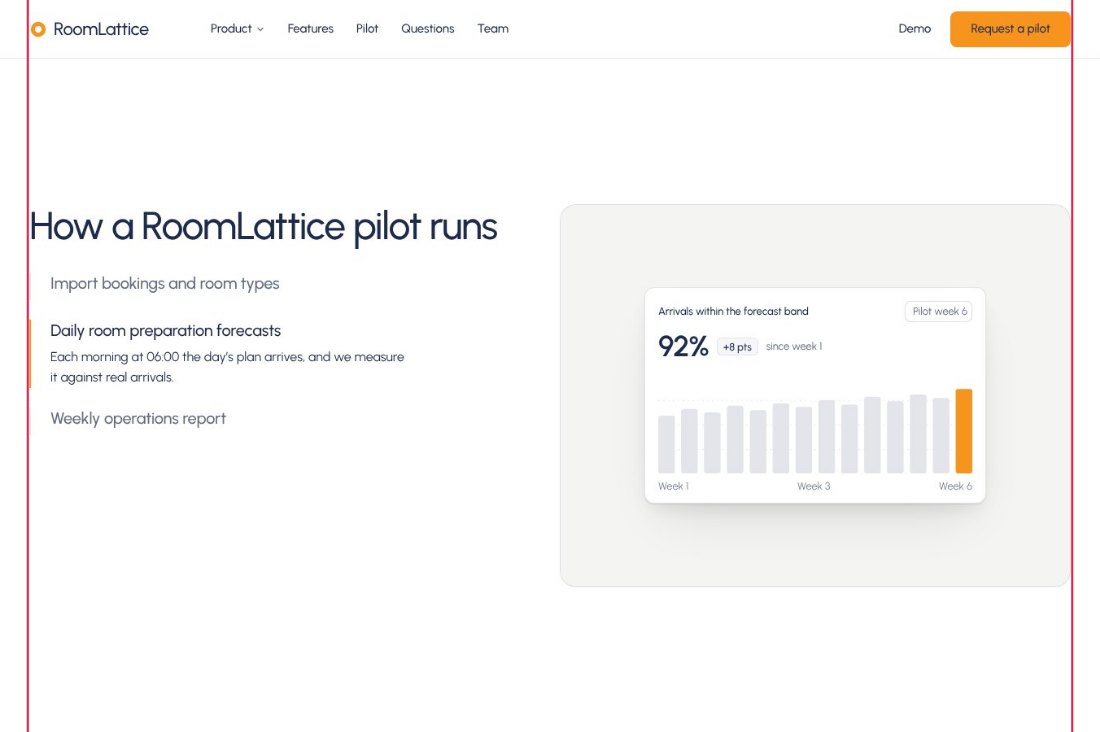 RoomLattice
Product
Features
Pilot
Questions
Team
Demo
Request a pilot
How a RoomLattice pilot runs
Import bookings and room types
Daily room preparation forecasts
Each morning at 06:00 the day's plan arrives, and we measure
it against real arrivals.
Weekly operations report
Arrivals within the forecast band
Pilot week 6
92%
+8 pts
since week 1
Week 1
Week 3
Week 6